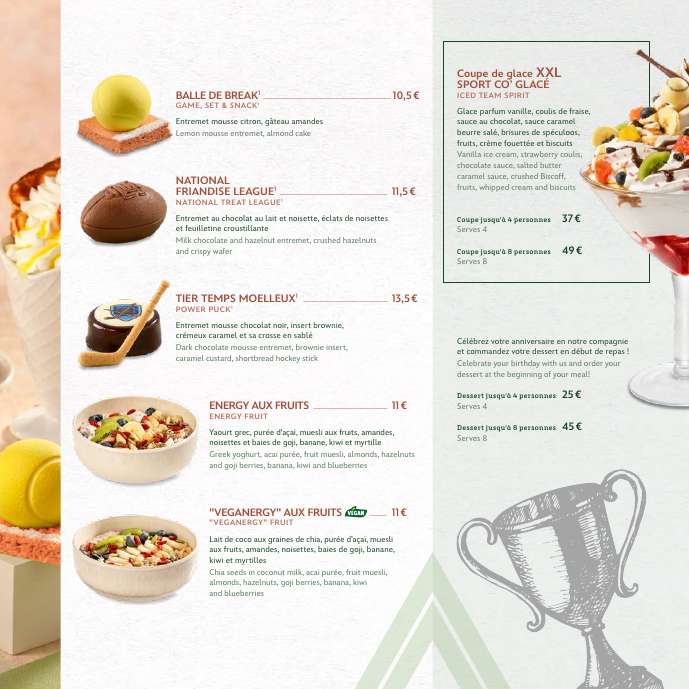 BALLE DE BREAK¹ 10,5 €
GAME, SET & SNACK¹
Entremet mousse citron, gâteau amandes
Lemon mousse entremet, almond cake
NATIONAL
FRIANDISE LEAGUE¹ 11,5 €
NATIONAL TREAT LEAGUE¹
Entremet au chocolat au lait et noisette, éclats de noisettes
et feuilletine croustillante
Milk chocolate and hazelnut entremet, crushed hazelnuts
and crispy wafer
TIER TEMPS MOELLEUX¹ 13,5 €
POWER PUCK¹
Entremet mousse chocolat noir, insert brownie,
crémeux caramel et sa crosse en sablé
Dark chocolate mousse entremet, brownie insert,
caramel custard, shortbread hockey stick
ENERGY AUX FRUITS 11 €
ENERGY FRUIT
Yaourt grec, purée d'açai, muesli aux fruits, amandes,
noisettes et baies de goji, banane, kiwi et myrtille
Greek yoghurt, acai purée, fruit muesli, almonds, hazelnuts
and goji berries, banana, kiwi and blueberries
"VEGANERGY" AUX FRUITS VEGAN 11 €
"VEGANERGY" FRUIT
Lait de coco aux graines de chia, purée d'açai, muesli
aux fruits, amandes, noisettes, baies de goji, banane,
kiwi et myrtilles
Chia seeds in coconut milk, acai purée, fruit muesli,
almonds, hazelnuts, goji berries, banana, kiwi
and blueberries
Coupe de glace XXL
SPORT CO' GLACÉ
ICED TEAM SPIRIT
Glace parfum vanille, coulis de fraise,
sauce au chocolat, sauce caramel
beurre salé, brisures de spéculoos,
fruits, crème fouettée et biscuits
Vanilla ice cream, strawberry coulis,
chocolate sauce, salted butter
caramel sauce, crushed Biscoff,
fruits, whipped cream and biscuits
Coupe jusqu'à 4 personnes 37 €
Serves 4
Coupe jusqu'à 8 personnes 49 €
Serves 8
Célébrez votre anniversaire en notre compagnie
et commandez votre dessert en début de repas !
Celebrate your birthday with us and order your
dessert at the beginning of your meal!
Dessert jusqu'à 4 personnes 25 €
Serves 4
Dessert jusqu'à 8 personnes 45 €
Serves 8